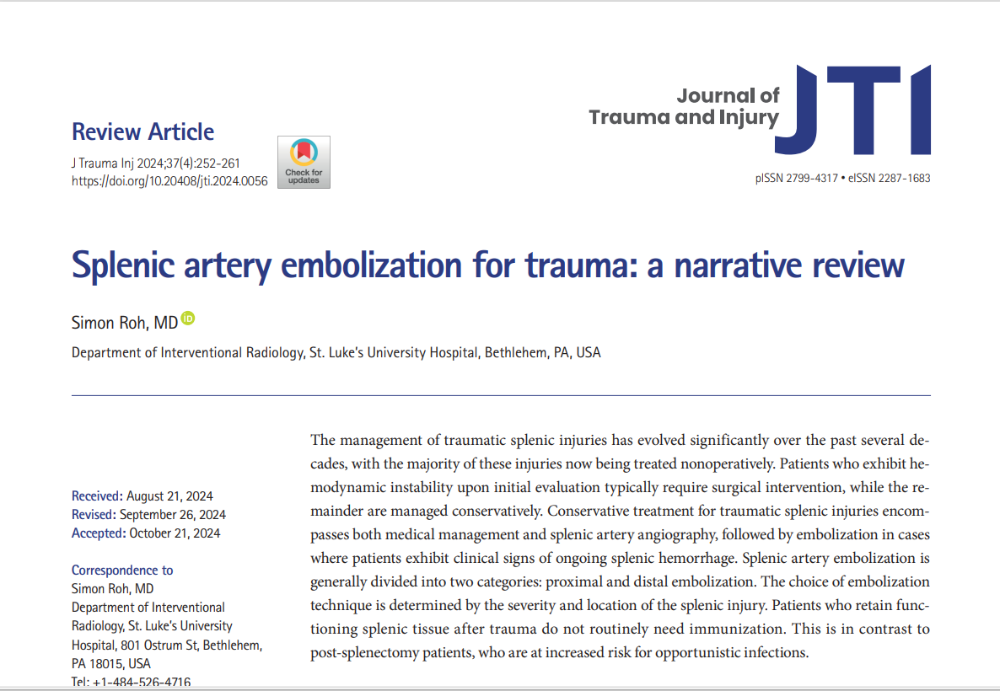 Journal of
Trauma and Injury
JTI
Review Article
J Trauma Inj 2024;37(4):252-261
https://doi.org/10.20408/jti.2024.0056
Check for
updates
pISSN 2799-4317 • eISSN 2287-1683
Splenic artery embolization for trauma: a narrative review
Simon Roh, MD
iD
Department of Interventional Radiology, St. Luke's University Hospital, Bethlehem, PA, USA
Received: August 21, 2024
Revised: September 26, 2024
Accepted: October 21, 2024
Correspondence to
Simon Roh, MD
Department of Interventional
Radiology, St. Luke's University
Hospital, 801 Ostrum St, Bethlehem,
PA 18015, USA
Tel: +1-484-526-4716
The management of traumatic splenic injuries has evolved significantly over the past several de-
cades, with the majority of these injuries now being treated nonoperatively. Patients who exhibit he-
modynamic instability upon initial evaluation typically require surgical intervention, while the re-
mainder are managed conservatively. Conservative treatment for traumatic splenic injuries encom-
passes both medical management and splenic artery angiography, followed by embolization in cases
where patients exhibit clinical signs of ongoing splenic hemorrhage. Splenic artery embolization is
generally divided into two categories: proximal and distal embolization. The choice of embolization
technique is determined by the severity and location of the splenic injury. Patients who retain func-
tioning splenic tissue after trauma do not routinely need immunization. This is in contrast to
post-splenectomy patients, who are at increased risk for opportunistic infections.